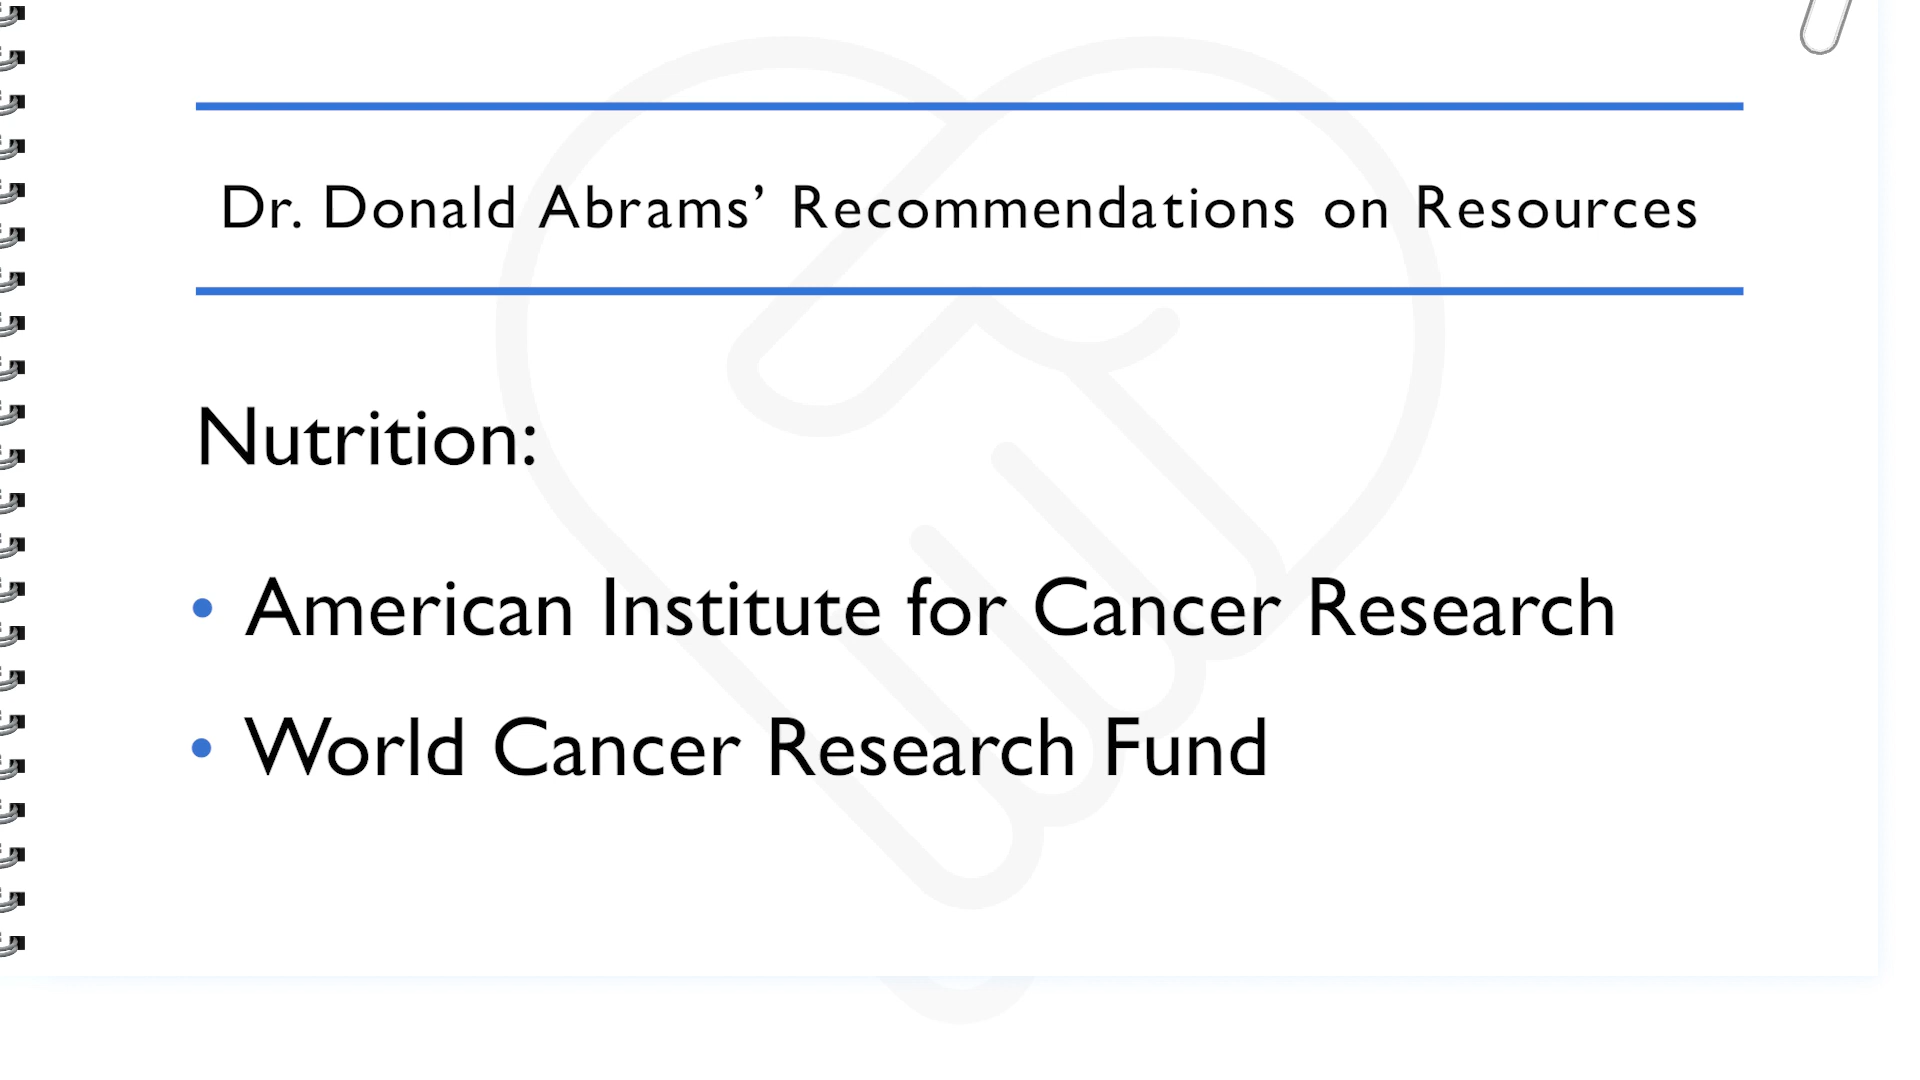 Dr. Donald Abrams’ Recommendations on Resources
Nutrition:
• American Institute for Cancer Research
• World Cancer Research Fund